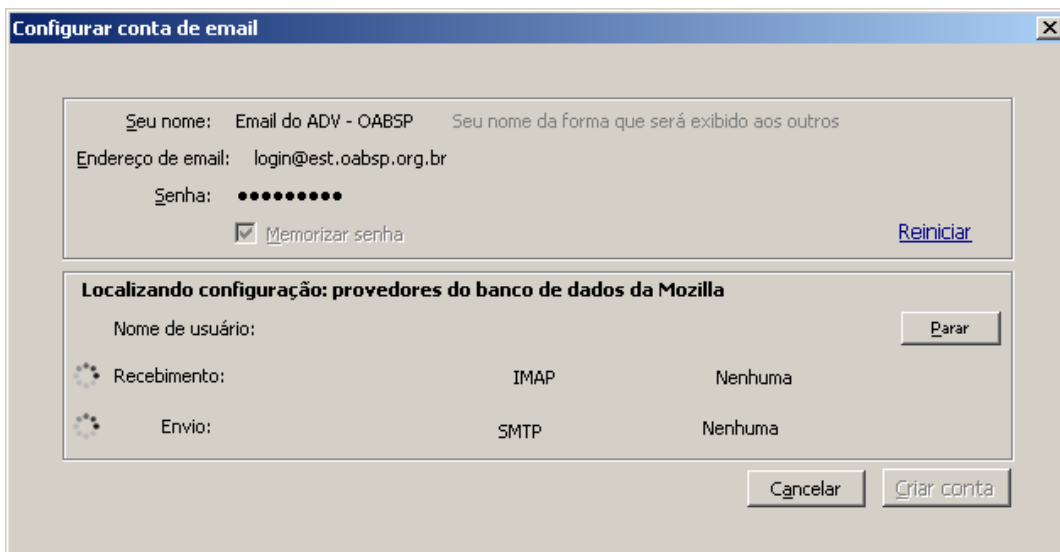 Configurar conta de email
Seu nome: Email do ADV - OABSP Seu nome da forma que será exibido aos outros
Endereço de email: login@est.oabsp.org.br
Senha: ●●●●●●●●●
Memorizar senha Reiniciar
Localizando configuração: provedores do banco de dados da Mozilla
Nome de usuário: Parar
Recebimento: IMAP Nenhuma
Envio: SMTP Nenhuma
Cancelar Criar conta